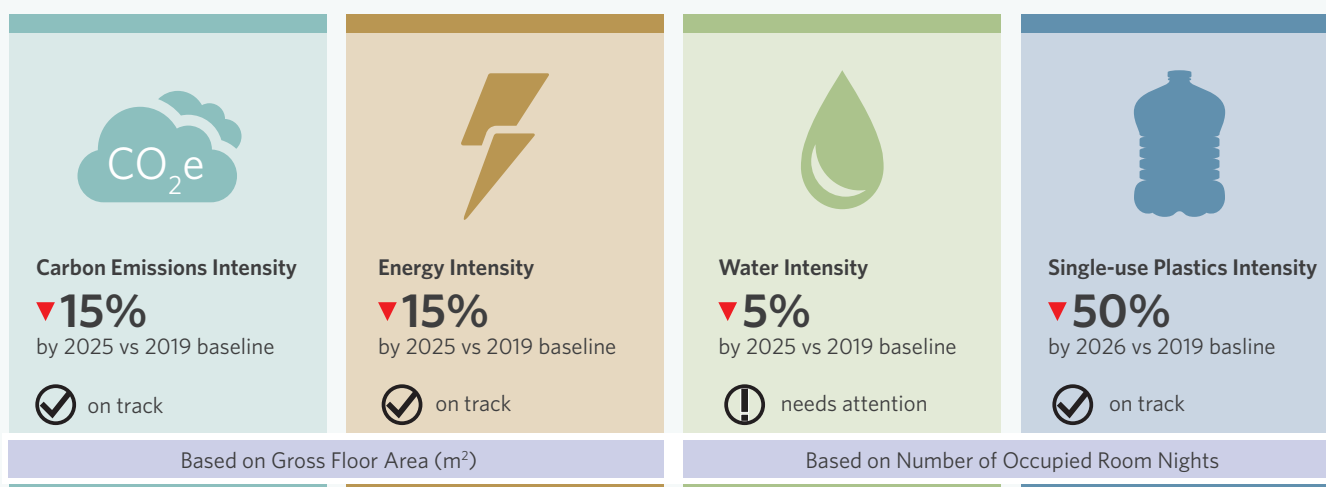 CO2e
Carbon Emissions Intensity
▼15%
by 2025 vs 2019 baseline
on track
Energy Intensity
▼15%
by 2025 vs 2019 baseline
on track
Based on Gross Floor Area (m²)
Water Intensity
▼5%
by 2025 vs 2019 baseline
needs attention
Single-use Plastics Intensity
▼50%
by 2026 vs 2019 basline
on track
Based on Number of Occupied Room Nights